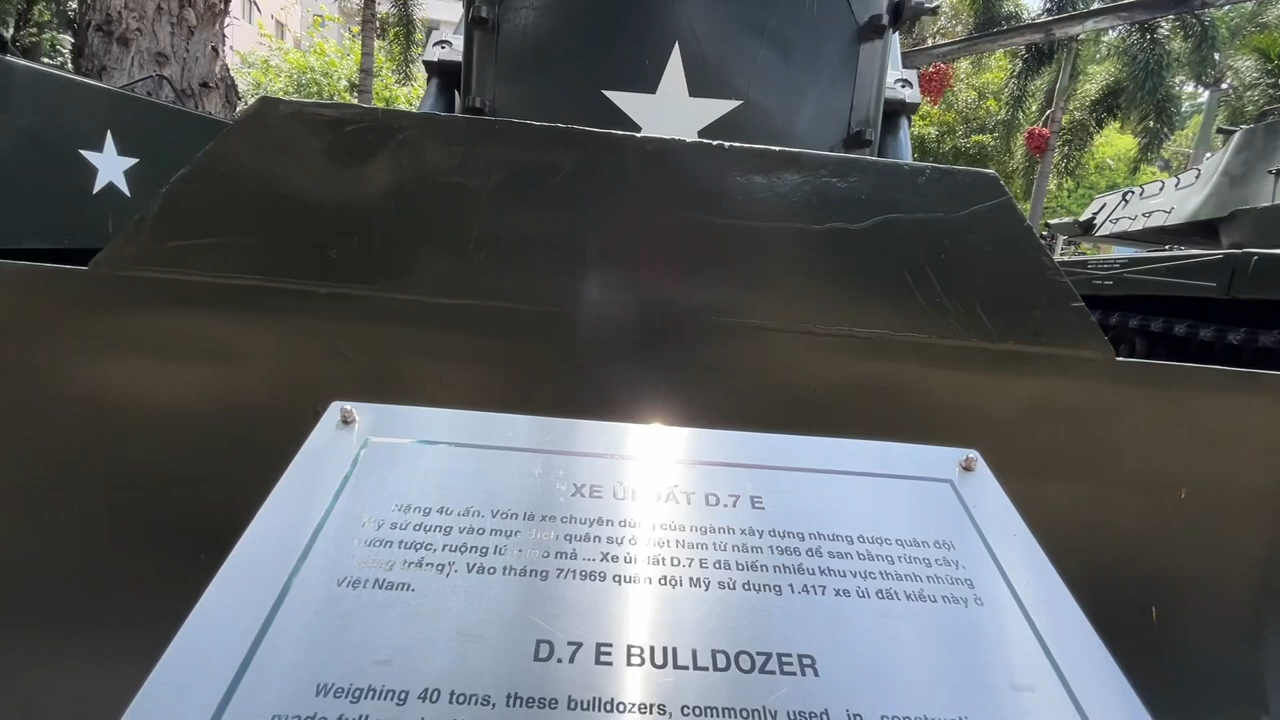 XE ỦI ĐẤT D.7 E
Nặng 40 tấn. Vốn là xe chuyên dùng của ngành xây dựng nhưng được quân đội
Mỹ sử dụng vào mục đích quân sự ở Việt Nam từ năm 1966 để san bằng rừng cây,
vườn tược, ruộng lúa, mồ mả ... Xe ủi đất D.7 E đã biến nhiều khu vực thành những
trắng". Vào tháng 7/1969 quân đội Mỹ sử dụng 1.417 xe ủi đất kiểu này ở
Việt Nam.
D.7 E BULLDOZER
Weighing 40 tons, these bulldozers, commonly used in